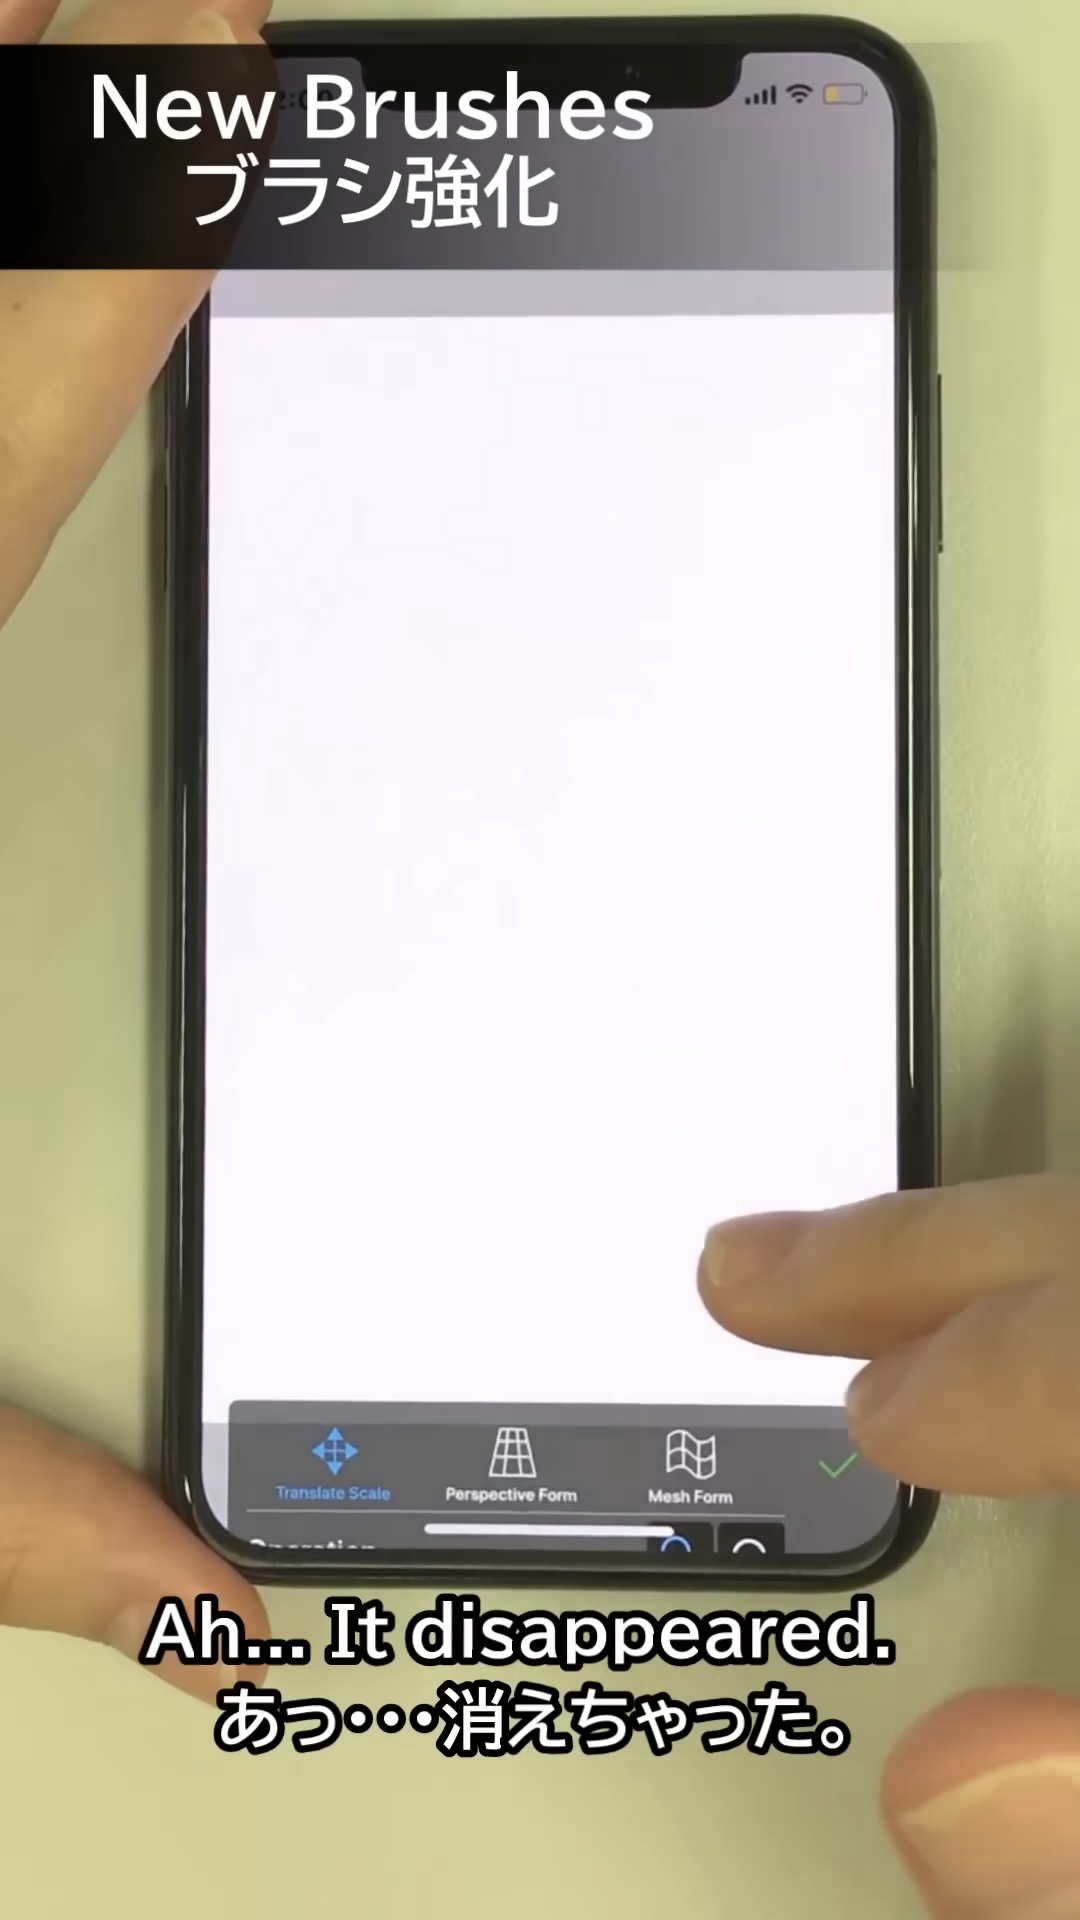 New Brushes
ブラシ強化
Translate Scale
Perspective Form
Mesh Form
Operation
Ah... It disappeared.
あっ・・・消えちゃった。